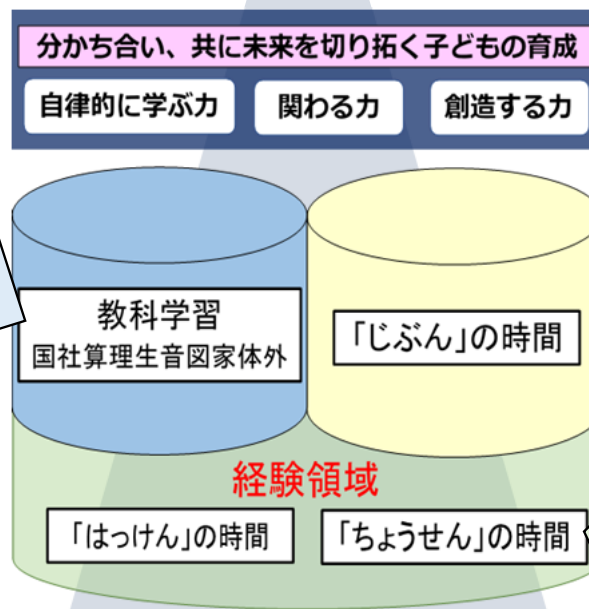 分かち合い、共に未来を切り拓く子どもの育成
自律的に学ぶ力
関わる力
創造する力
教科学習
国社算理生音図家体外
「じぶん」の時間
経験領域
「はっけん」の時間
「ちょうせん」の時間